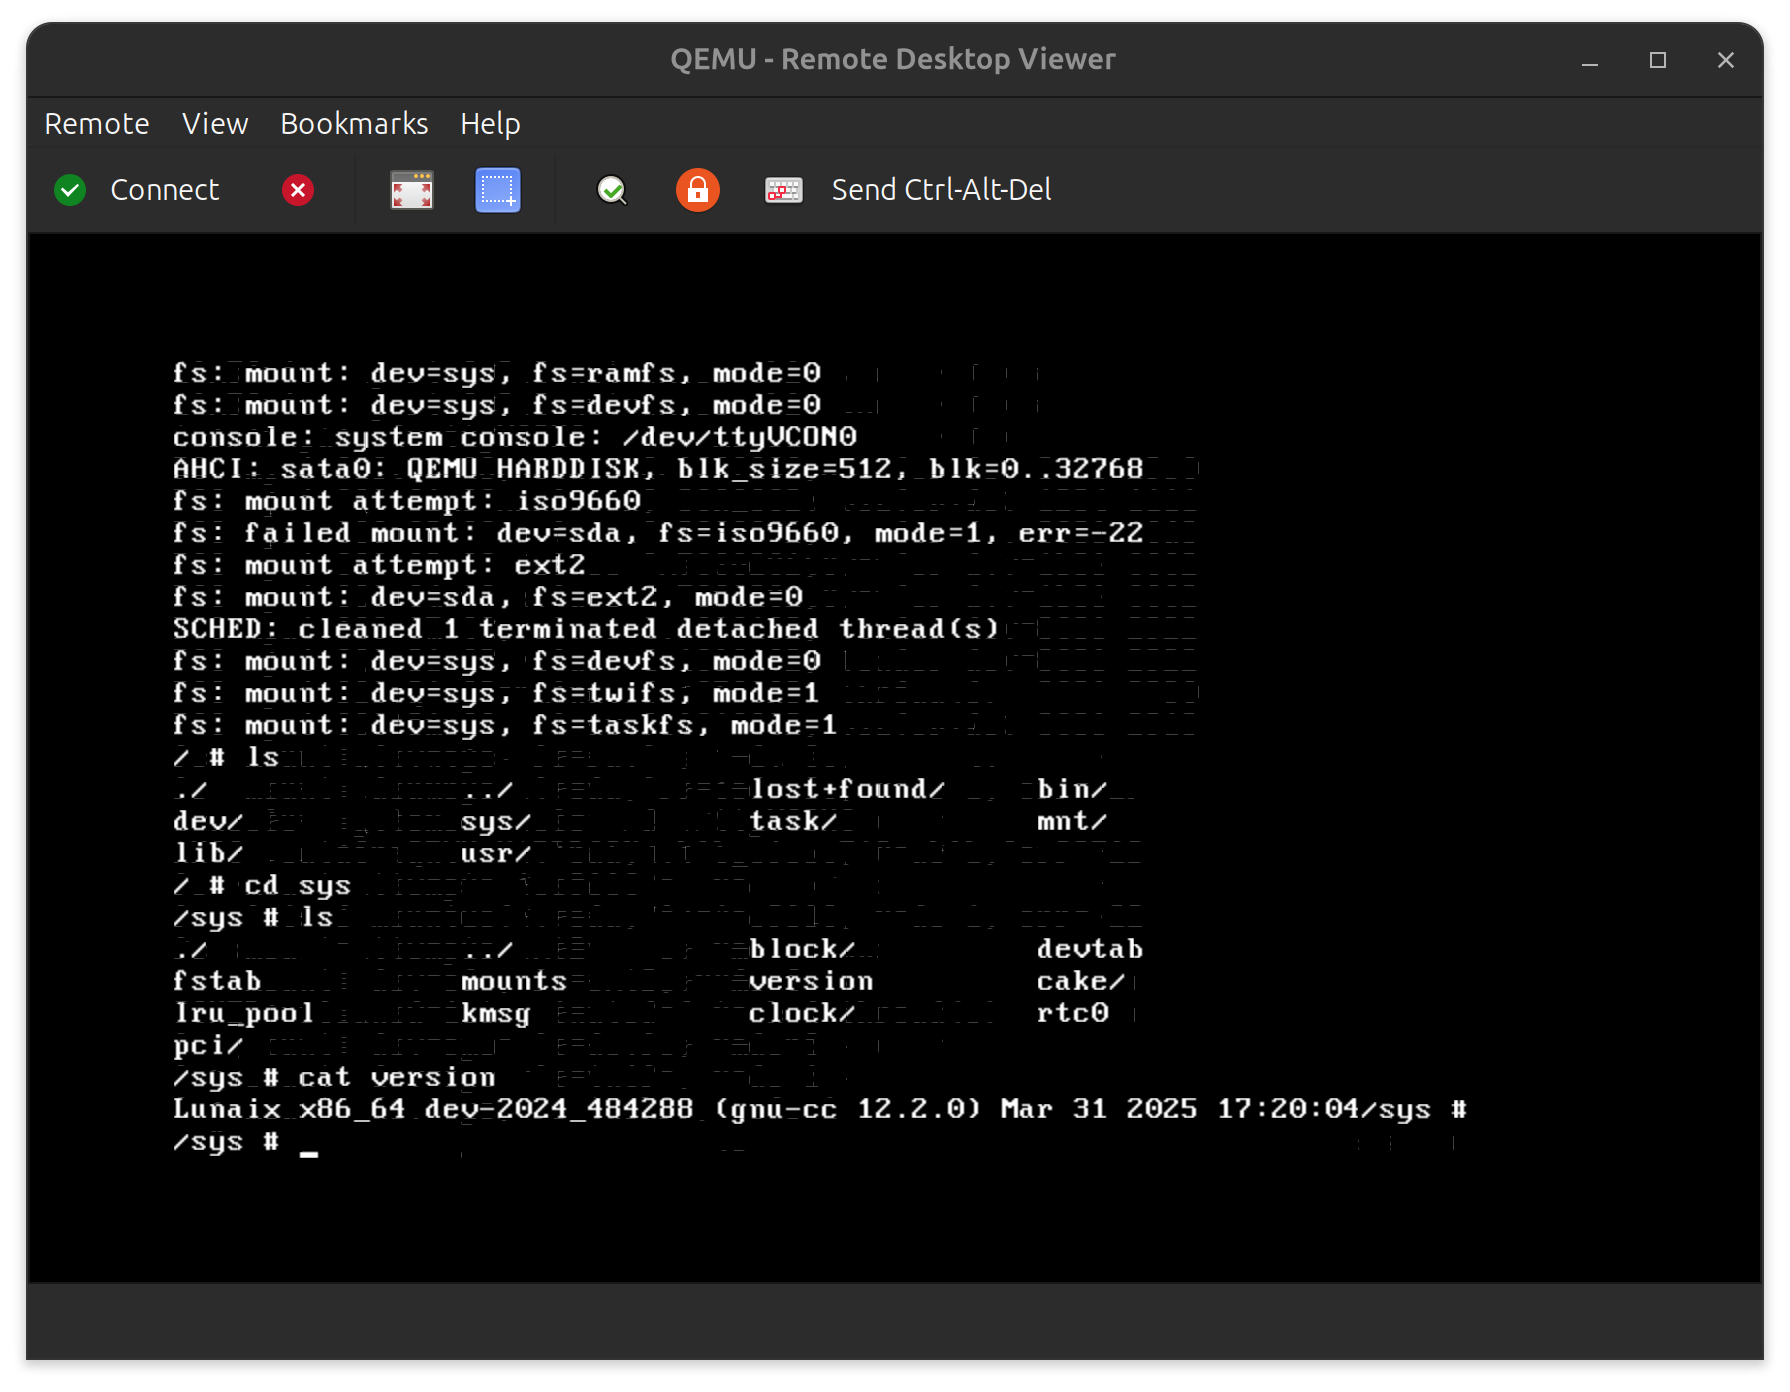 QEMU - Remote Desktop Viewer
Remote View Bookmarks Help
Connect Send Ctrl-Alt-Del
fs: mount: dev=sys, fs=ramfs, mode=0
fs: mount: dev=sys, fs=devfs, mode=0
console: system console: /dev/ttyVCON0
AHCI: sata0: QEMU HARDDISK, blk_size=512, blk=0..32768
fs: mount attempt: iso9660
fs: failed mount: dev=sda, fs=iso9660, mode=1, err=-22
fs: mount attempt: ext2
fs: mount: dev=sda, fs=ext2, mode=0
SCHED: cleaned 1 terminated detached thread(s)
fs: mount: dev=sys, fs=devfs, mode=0
fs: mount: dev=sys, fs=twifs, mode=1
fs: mount: dev=sys, fs=taskfs, mode=1
/ # ls
./ ../ lost+found/ bin/
dev/ sys/ task/ mnt/
lib/ usr/
/ # cd sys
/sys # ls
./ ../ block/ devtab
fstab mounts version cake/
lru_pool kmsg clock/ rtc0
pci/
/sys # cat version
Lunaix x86_64 dev-2024_484288 (gnu-cc 12.2.0) Mar 31 2025 17:20:04/sys #
/sys # _